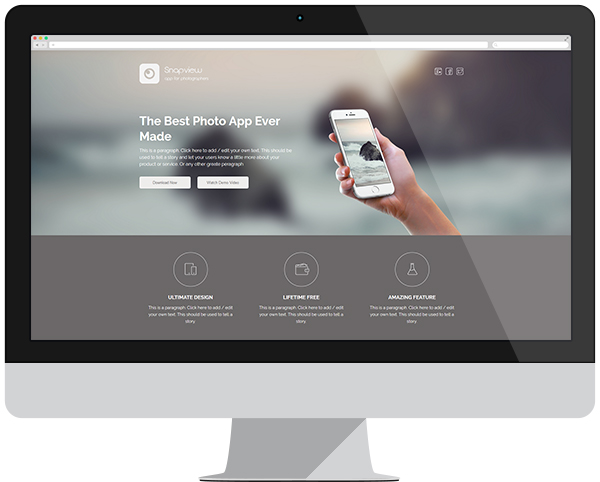 Snapview
app for photographers
The Best Photo App Ever
Made
This is a paragraph. Click here to add / edit your own text. This should be
used to tell a story and let your users know a little more about your
product or service. Or any other greate paragraph
Download Now
Watch Demo Video
ULTIMATE DESIGN
This is a paragraph. Click here to add / edit
your own text. This should be used to tell a
story.
LIFETIME FREE
This is a paragraph. Click here to add / edit
your own text. This should be used to tell a
story.
AMAZING FEATURE
This is a paragraph. Click here to add / edit
your own text. This should be used to tell a
story.